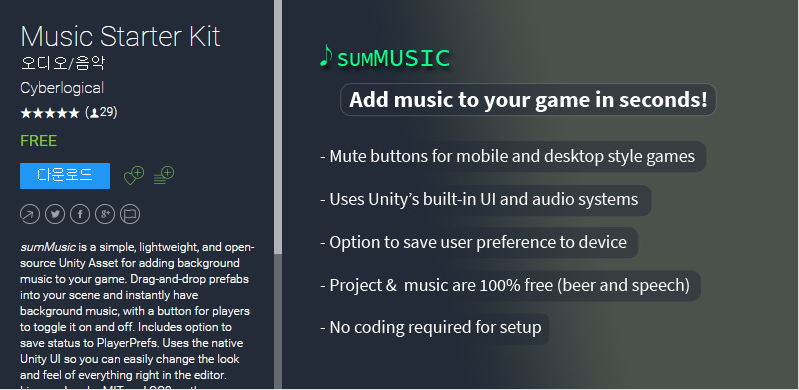 Music Starter Kit
오디오/음악
Cyberlogical
★★★★★ (29)
FREE
다운로드
sumMusic is a simple, lightweight, and open-
source Unity Asset for adding background
music to your game. Drag-and-drop prefabs
into your scene and instantly have
background music, with a button for players
to toggle it on and off. Includes option to
save status to PlayerPrefs. Uses the native
Unity UI so you can easily change the look
and feel of everything right in the editor.
♪ SUMMUSIC
Add music to your game in seconds!
- Mute buttons for mobile and desktop style games
- Uses Unity’s built-in UI and audio systems
- Option to save user preference to device
- Project & music are 100% free (beer and speech)
- No coding required for setup